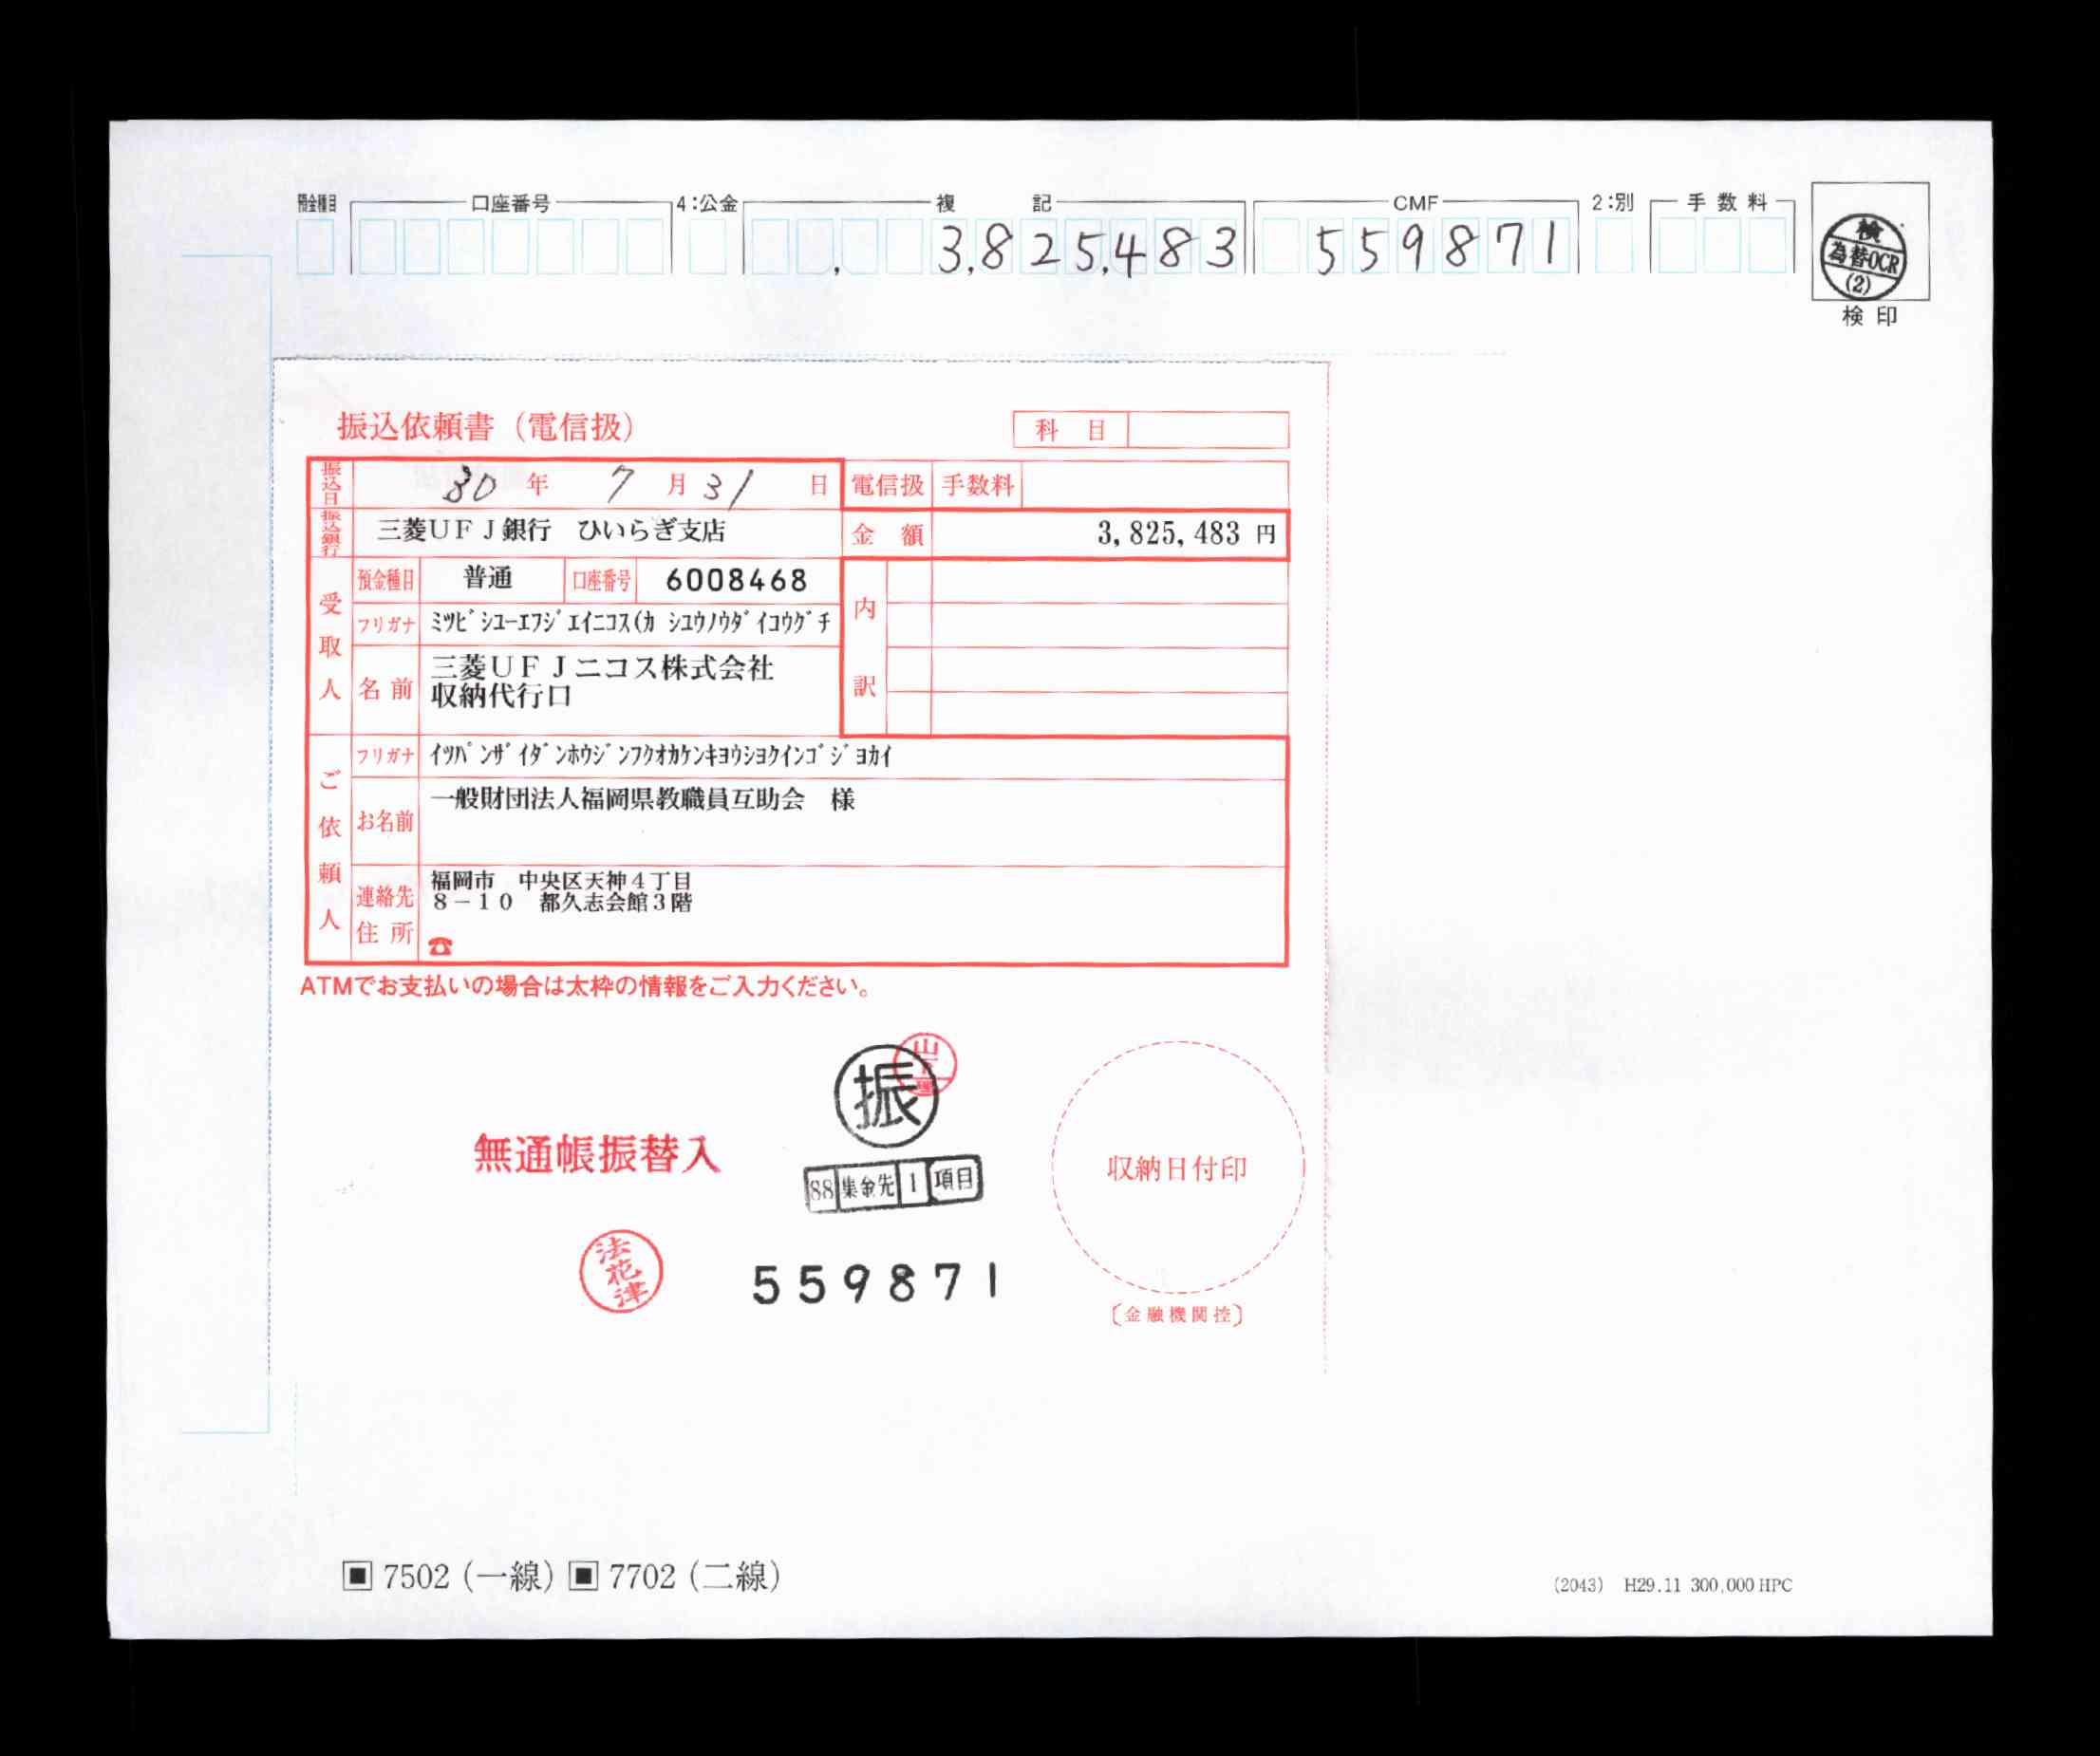 預金種目 口座番号 4:公金 複記 CMF 2:別 手数料
3,825,483 559871
検
為替OCR
(2)
検印
振込依頼書（電信扱）
科目
振込日 30年 7月31日 電信扱 手数料
振込銀行 三菱ＵＦＪ銀行　ひいらぎ支店 金額 3,825,483 円
受取人 預金種目 普通 口座番号 6008468
内訳
フリガナ ﾐﾂﾋﾞｼﾕｰｴﾌｼﾞｴｲﾆｺｽ(ｶ ｼﾕｳﾉｳﾀﾞｲｺｳｸﾞﾁ
名前 三菱ＵＦＪニコス株式会社
収納代行口
ご依頼人 フリガナ ｲﾂﾊﾟﾝｻﾞｲﾀﾞﾝﾎｳｼﾞﾝﾌｸｵｶｹﾝｷﾖｳｼﾖｸｲﾝｺﾞｼﾞﾖｶｲ
お名前 一般財団法人福岡県教職員互助会　様
連絡先 福岡市　中央区天神４丁目
８－１０　都久志会館３階
住所 ☎
ATMでお支払いの場合は太枠の情報をご入力ください。
山
振
無通帳振替入
88 集金先 1 項目
収納日付印
法花津
559871
〔金融機関控〕
▣ 7502（一線）▣ 7702（二線）
(2043) H29.11 300,000 HPC